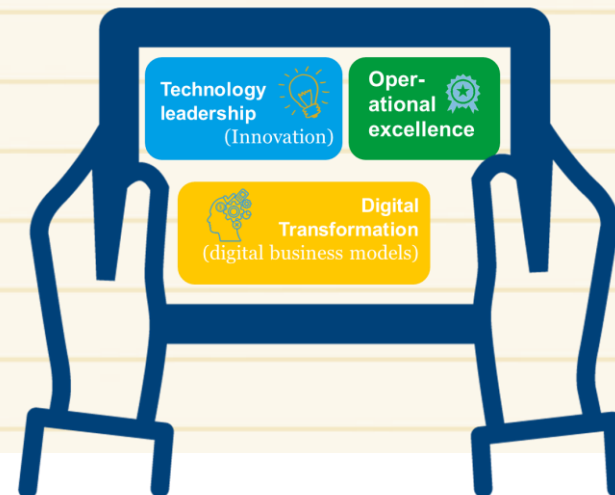 Technology
leadership
(Innovation)
Oper-
ational
excellence
Digital
Transformation
(digital business models)